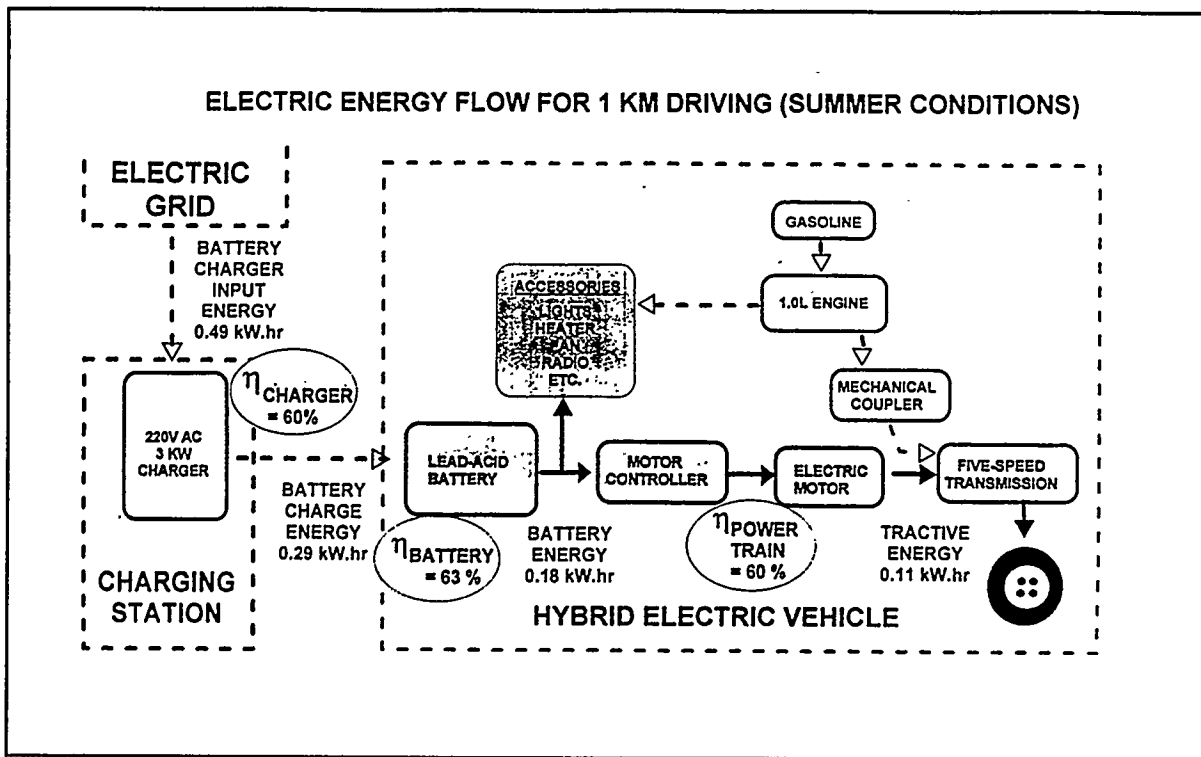 ELECTRIC ENERGY FLOW FOR 1 KM DRIVING (SUMMER CONDITIONS)
ELECTRIC
GRID
BATTERY
CHARGER
INPUT
ENERGY
0.49 kW.hr
ηCHARGER
= 60%
220V AC
3 KW
CHARGER
CHARGING
STATION
BATTERY
CHARGE
ENERGY
0.29 kW.hr
GASOLINE
1.0L ENGINE
MECHANICAL
COUPLER
ACCESSORIES
LIGHTS
HEATER
FAN
RADIO
ETC.
LEAD-ACID
BATTERY
MOTOR
CONTROLLER
ELECTRIC
MOTOR
FIVE-SPEED
TRANSMISSION
ηBATTERY
= 63 %
BATTERY
ENERGY
0.18 kW.hr
ηPOWER
TRAIN
= 60 %
TRACTIVE
ENERGY
0.11 kW.hr
HYBRID ELECTRIC VEHICLE